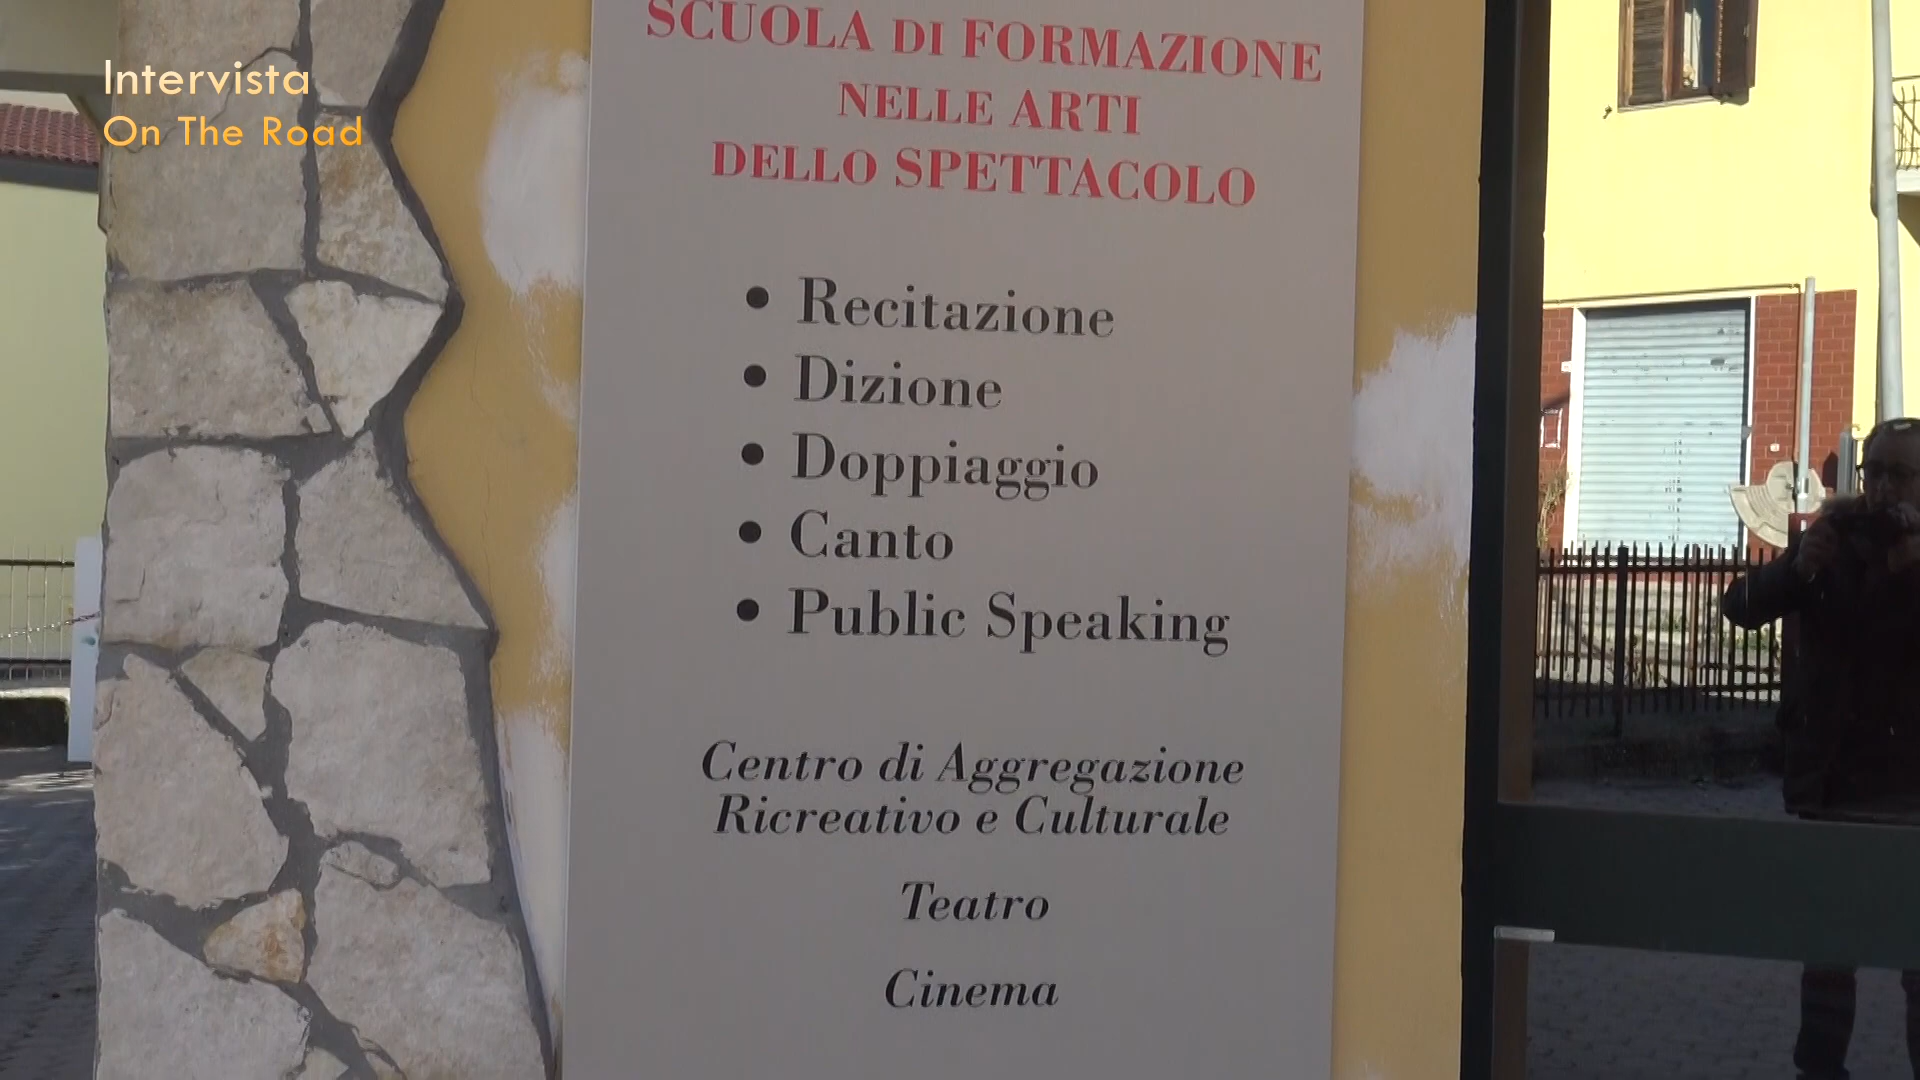 Intervista
On The Road
SCUOLA DI FORMAZIONE
NELLE ARTI
DELLO SPETTACOLO
• Recitazione
• Dizione
• Doppiaggio
• Canto
• Public Speaking
Centro di Aggregazione
Ricreativo e Culturale
Teatro
Cinema